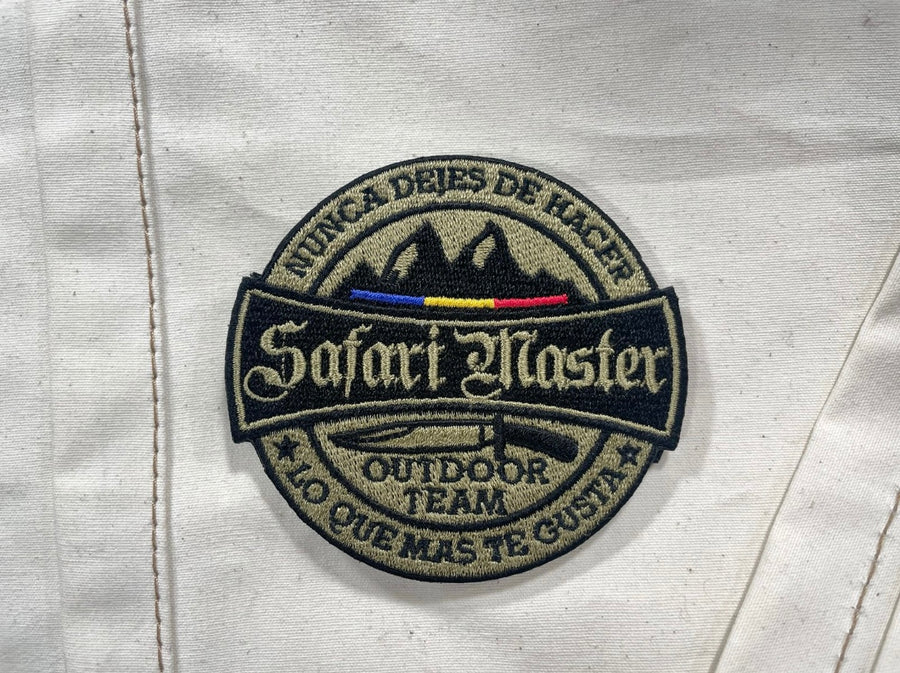 NUNCA DEJES DE HACER
Safari Master
OUTDOOR
TEAM
LO QUE MAS TE GUSTA